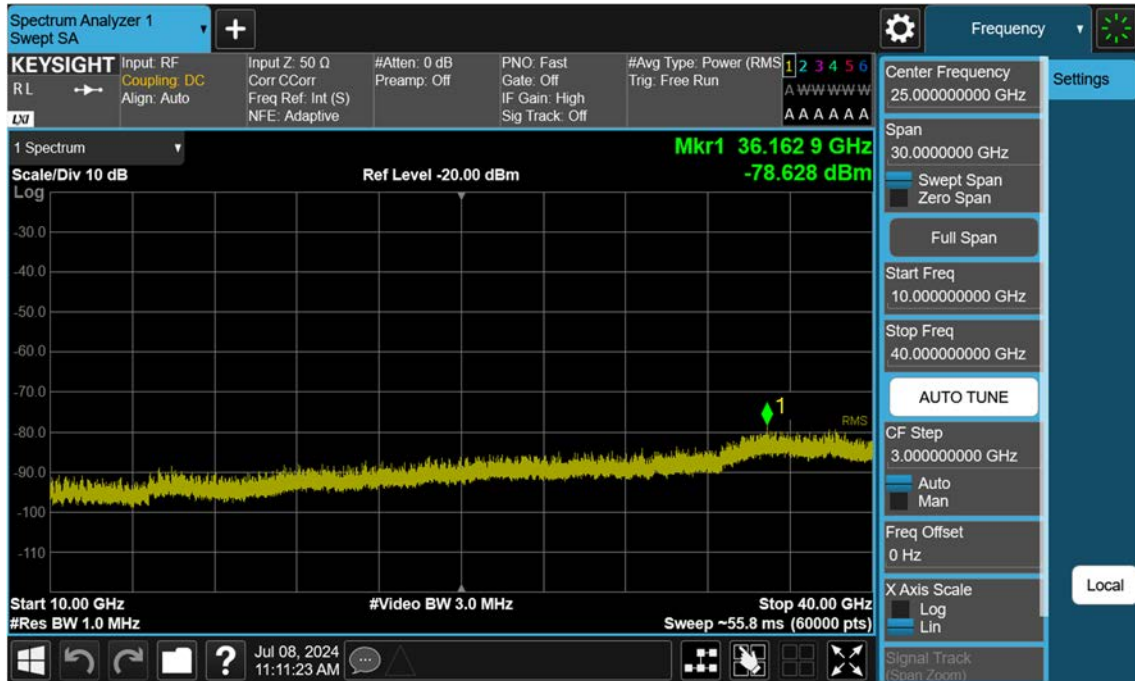 Spectrum Analyzer 1
Swept SA
Frequency
KEYSIGHT
R L
LXI
Input: RF
Coupling: DC
Align: Auto
Input Z: 50 Ω
Corr CCorr
Freq Ref: Int (S)
NFE: Adaptive
#Atten: 0 dB
Preamp: Off
PNO: Fast
Gate: Off
IF Gain: High
Sig Track: Off
#Avg Type: Power (RMS
Trig: Free Run
1 2 3 4 5 6
A W W W W W
A A A A A A
1 Spectrum
Mkr1 36.162 9 GHz
Scale/Div 10 dB
Ref Level -20.00 dBm
-78.628 dBm
Log
-30.0
-40.0
-50.0
-60.0
-70.0
-80.0
-90.0
-100
-110
1
RMS
Start 10.00 GHz
#Video BW 3.0 MHz
Stop 40.00 GHz
#Res BW 1.0 MHz
Sweep ~55.8 ms (60000 pts)
Center Frequency
25.000000000 GHz
Span
30.0000000 GHz
Swept Span
Zero Span
Full Span
Start Freq
10.000000000 GHz
Stop Freq
40.000000000 GHz
AUTO TUNE
CF Step
3.000000000 GHz
Auto
Man
Freq Offset
0 Hz
X Axis Scale
Log
Lin
Signal Track
(Span Zoom)
Settings
Local
?
Jul 08, 2024
11:11:23 AM